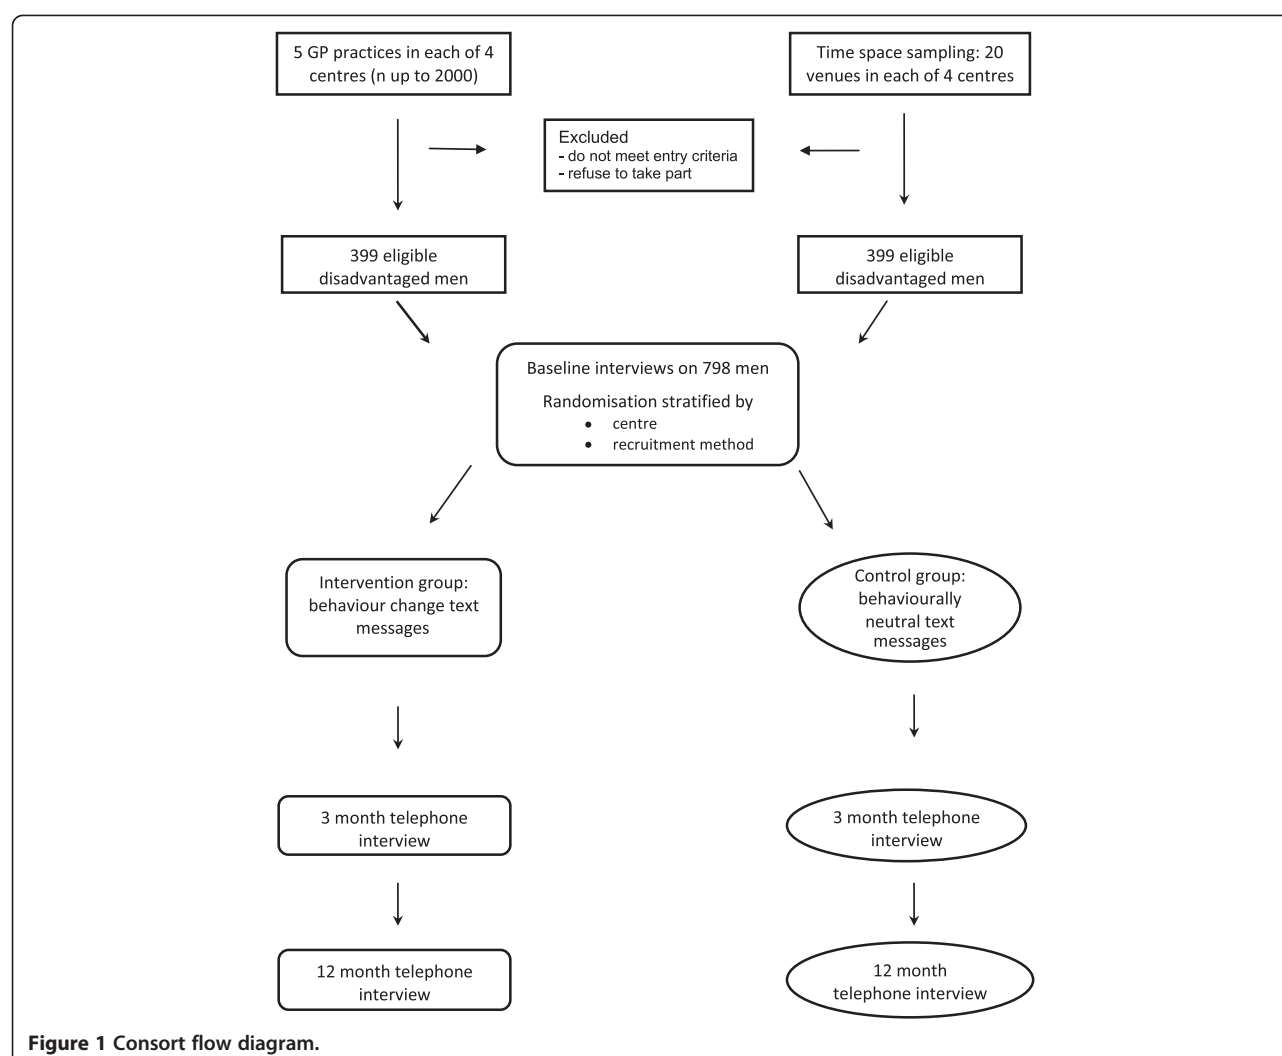 5 GP practices in each of 4
centres (n up to 2000)
Time space sampling: 20
venues in each of 4 centres
Excluded
- do not meet entry criteria
- refuse to take part
399 eligible
disadvantaged men
399 eligible
disadvantaged men
Baseline interviews on 798 men
Randomisation stratified by
• centre
• recruitment method
Intervention group:
behaviour change text
messages
Control group:
behaviourally
neutral text
messages
3 month telephone
interview
3 month telephone
interview
12 month telephone
interview
12 month
telephone interview
Figure 1 Consort flow diagram.